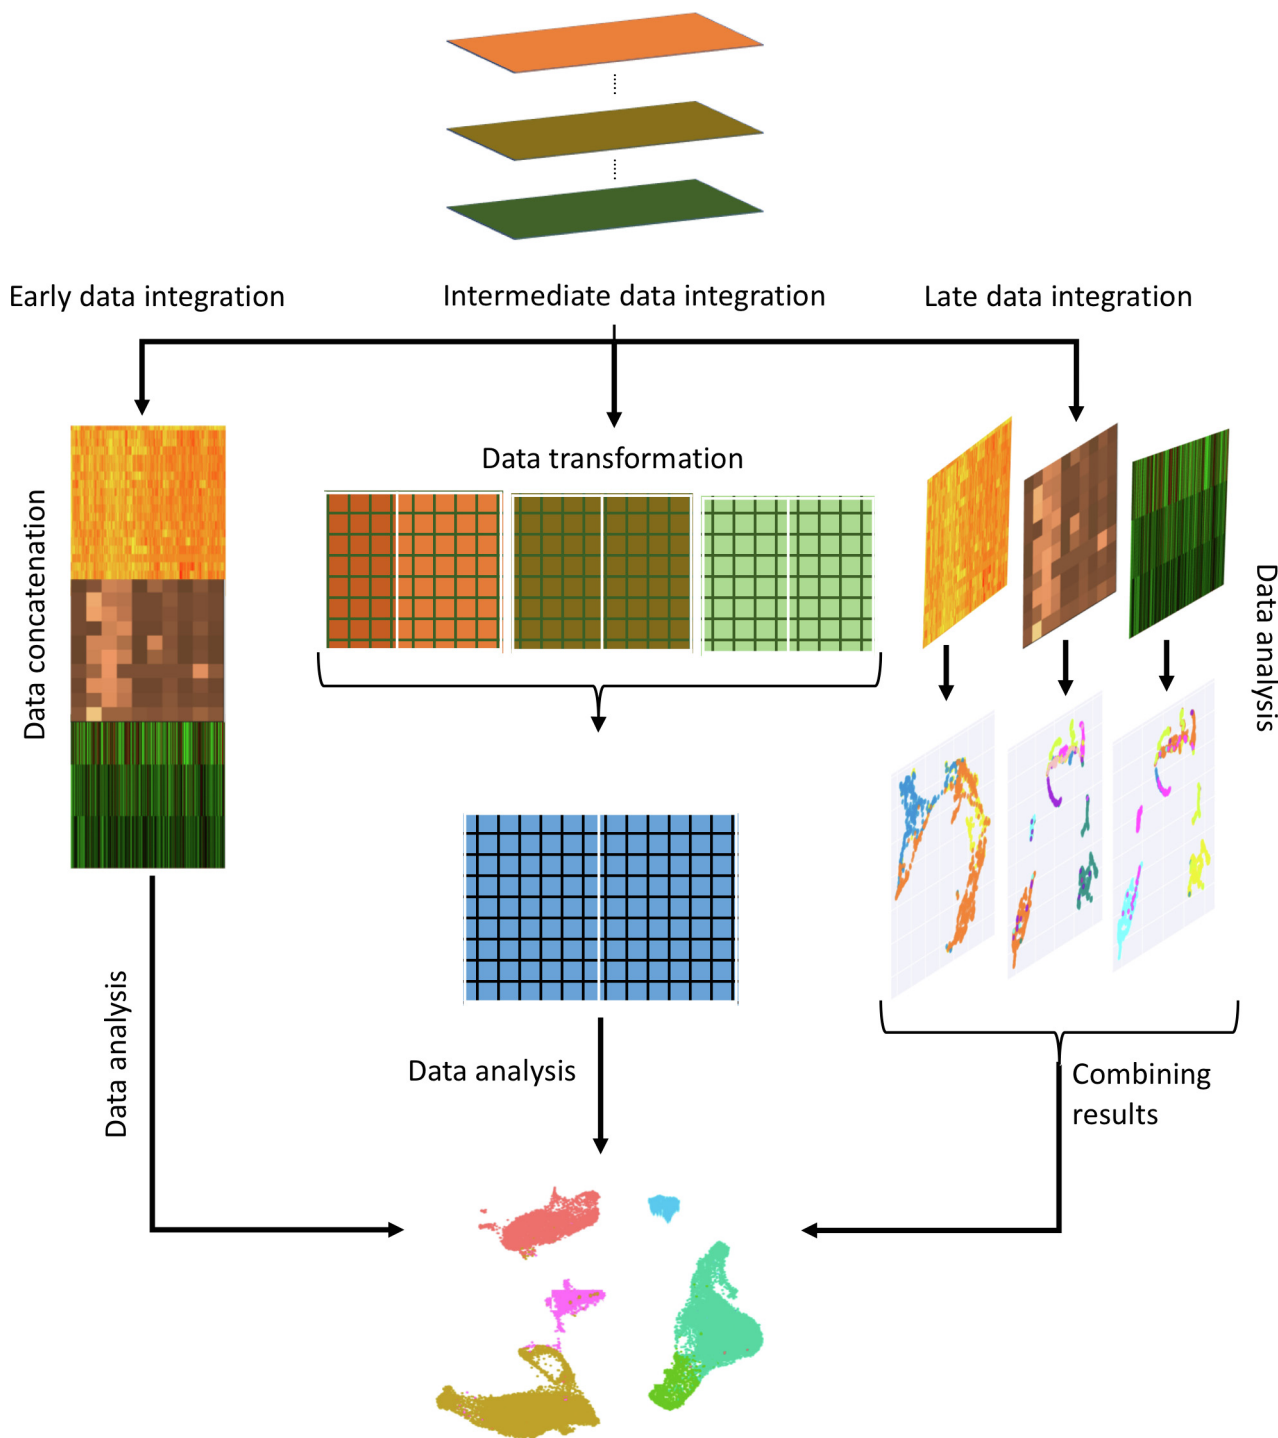 Early data integration
Intermediate data integration
Late data integration
Data transformation
Data concatenation
Data analysis
Data analysis
Data analysis
Combining
results